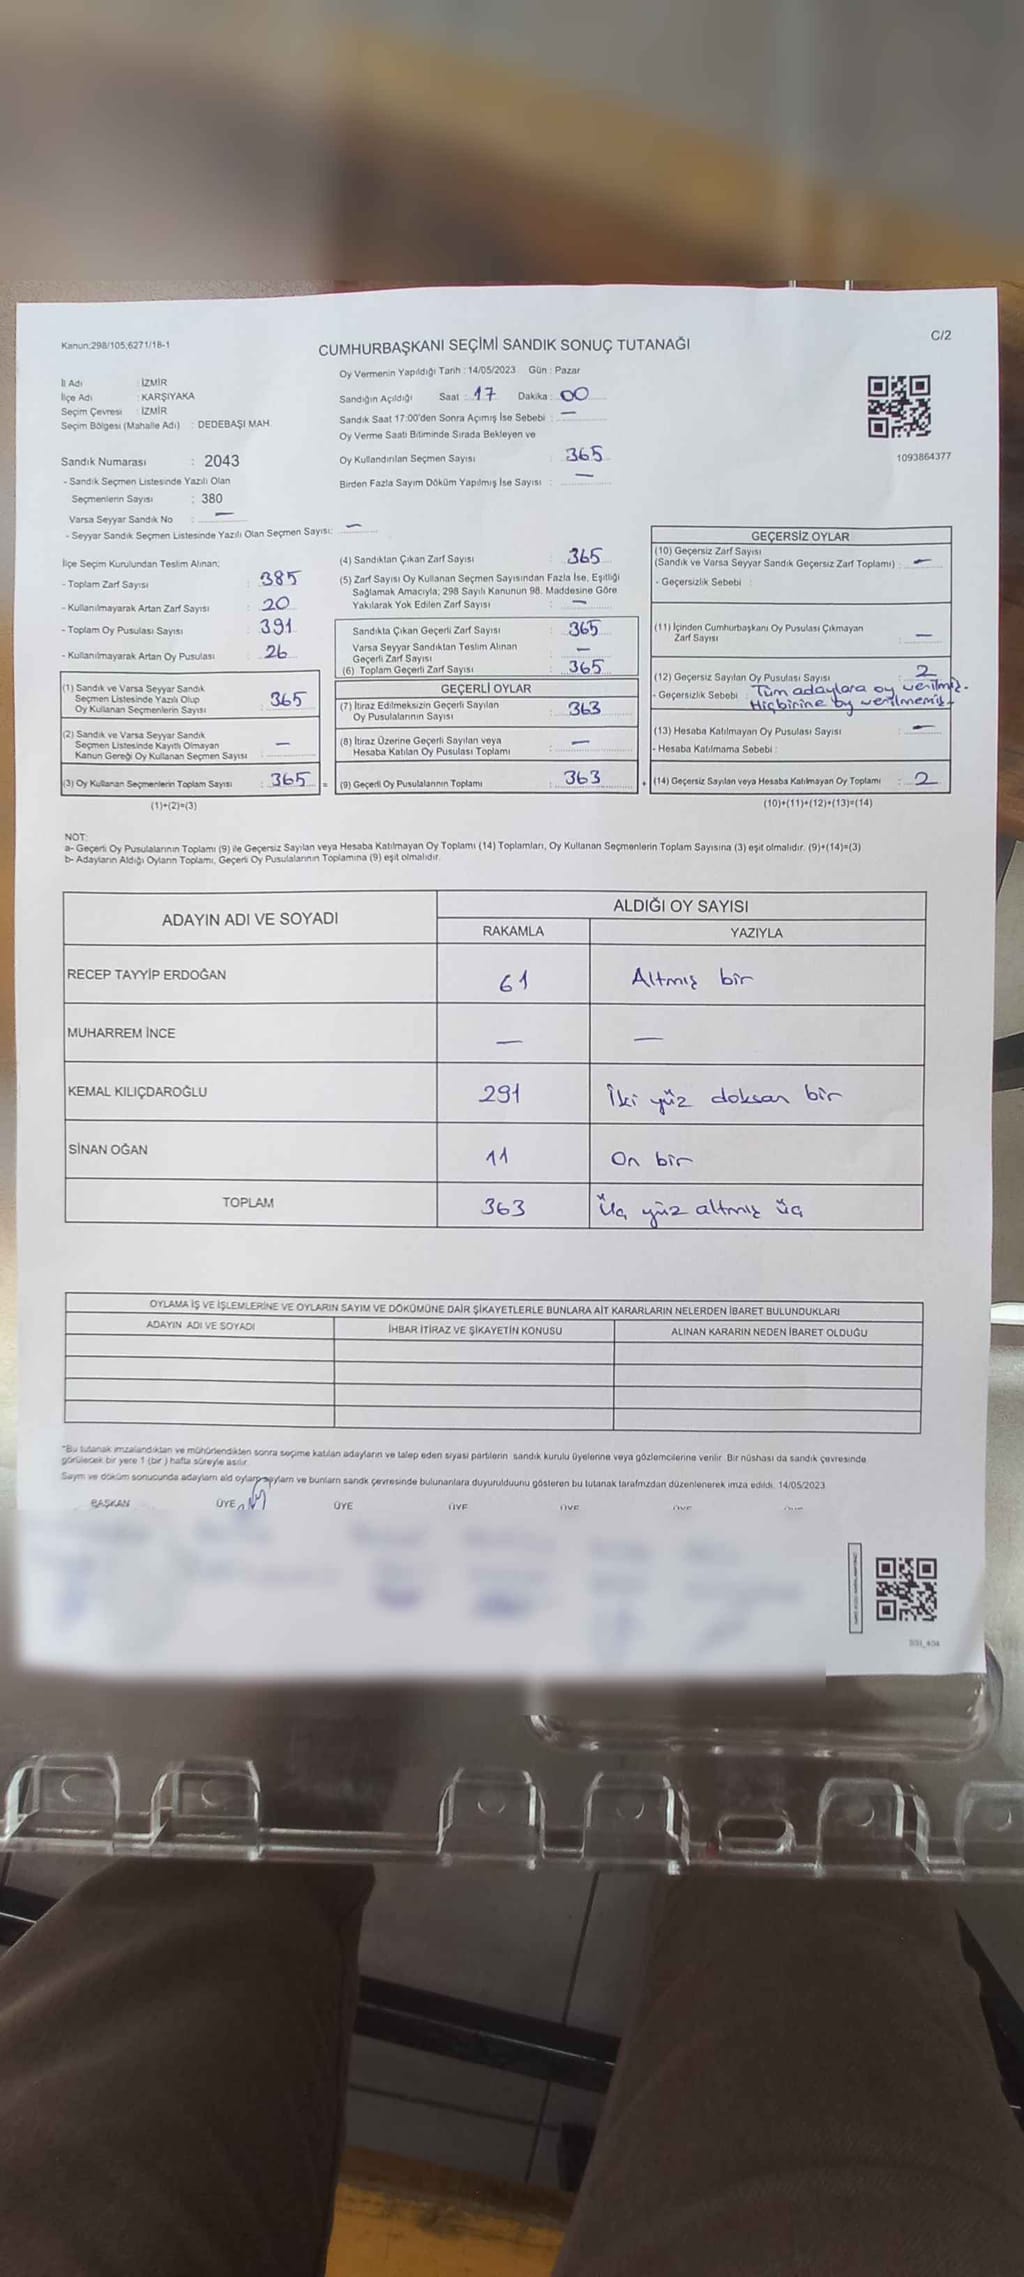 Kanun:298/105,6271/18-1
C/2
CUMHURBAŞKANI SEÇİMİ SANDIK SONUÇ TUTANAĞI
Oy Vermenin Yapıldığı Tarih : 14/05/2023 Gün : Pazar
İl Adı : İZMİR
İlçe Adı : KARŞIYAKA
Seçim Çevresi : İZMİR
Seçim Bölgesi (Mahalle Adı) : DEDEBAŞI MAH.
Sandığın Açıldığı Saat : 17 Dakika : 00
Sandık Saat 17:00'den Sonra Açımış İse Sebebi : —
Oy Verme Saati Bitiminde Sırada Bekleyen ve
Oy Kullandırılan Seçmen Sayısı : 365
Birden Fazla Sayım Döküm Yapılmış İse Sayısı : —
1093864377
Sandık Numarası : 2043
- Sandık Seçmen Listesinde Yazılı Olan
Seçmenlerin Sayısı : 380
Varsa Seyyar Sandık No : —
- Seyyar Sandık Seçmen Listesinde Yazılı Olan Seçmen Sayısı: —
İlçe Seçim Kurulundan Teslim Alınan;
- Toplam Zarf Sayısı : 385
- Kullanılmayarak Artan Zarf Sayısı : 20
- Toplam Oy Pusulası Sayısı : 391
- Kullanılmayarak Artan Oy Pusulası : 26
(1) Sandık ve Varsa Seyyar Sandık
Seçmen Listesinde Yazılı Olup
Oy Kullanan Seçmenlerin Sayısı : 365
(2) Sandık ve Varsa Seyyar Sandık
Seçmen Listesinde Kayıtlı Olmayan
Kanun Gereği Oy Kullanan Seçmen Sayısı : —
(3) Oy Kullanan Seçmenlerin Toplam Sayısı : 365 =
(1)+(2)=(3)
(4) Sandıktan Çıkan Zarf Sayısı : 365
(5) Zarf Sayısı Oy Kullanan Seçmen Sayısından Fazla İse, Eşitliği
Sağlamak Amacıyla; 298 Sayılı Kanunun 98. Maddesine Göre
Yakılarak Yok Edilen Zarf Sayısı : —
Sandıkta Çıkan Geçerli Zarf Sayısı : 365
Varsa Seyyar Sandıktan Teslim Alınan
Geçerli Zarf Sayısı : —
(6) Toplam Geçerli Zarf Sayısı : 365
GEÇERLİ OYLAR
(7) İtiraz Edilmeksizin Geçerli Sayılan
Oy Pusulalarının Sayısı : 363
(8) İtiraz Üzerine Geçerli Sayılan veya
Hesaba Katılan Oy Pusulası Toplamı : —
(9) Geçerli Oy Pusulalarının Toplamı : 363 +
GEÇERSİZ OYLAR
(10) Geçersiz Zarf Sayısı
(Sandık ve Varsa Seyyar Sandık Geçersiz Zarf Toplamı) : —
- Geçersizlik Sebebi :
(11) İçinden Cumhurbaşkanı Oy Pusulası Çıkmayan
Zarf Sayısı : —
(12) Geçersiz Sayılan Oy Pusulası Sayısı : 2
- Geçersizlik Sebebi : Tüm adaylara oy verilmiş.
Hiçbirine oy verilmemiş.
(13) Hesaba Katılmayan Oy Pusulası Sayısı : —
- Hesaba Katılmama Sebebi :
(14) Geçersiz Sayılan veya Hesaba Katılmayan Oy Toplamı : 2
(10)+(11)+(12)+(13)=(14)
NOT:
a- Geçerli Oy Pusulalarının Toplamı (9) ile Geçersiz Sayılan veya Hesaba Katılmayan Oy Toplamı (14) Toplamları, Oy Kullanan Seçmenlerin Toplam Sayısına (3) eşit olmalıdır. (9)+(14)=(3)
b- Adayların Aldığı Oyların Toplamı, Geçerli Oy Pusulalarının Toplamına (9) eşit olmalıdır.
ADAYIN ADI VE SOYADI
ALDIĞI OY SAYISI
RAKAMLA YAZIYLA
RECEP TAYYİP ERDOĞAN 61 Altmış bir
MUHARREM İNCE — —
KEMAL KILIÇDAROĞLU 291 İki yüz doksan bir
SİNAN OĞAN 11 On bir
TOPLAM 363 Üç yüz altmış üç
OYLAMA İŞ VE İŞLEMLERİNE VE OYLARIN SAYIM VE DÖKÜMÜNE DAİR ŞİKAYETLERLE BUNLARA AİT KARARLARIN NELERDEN İBARET BULUNDUKLARI
ADAYIN ADI VE SOYADI İHBAR İTİRAZ VE ŞİKAYETİN KONUSU ALINAN KARARIN NEDEN İBARET OLDUĞU
*Bu tutanak imzalandıktan ve mühürlendikten sonra seçime katılan adayların ve talep eden siyasi partilerin sandık kurulu üyelerine veya gözlemcilerine verilir. Bir nüshası da sandık çevresinde
görülecek bir yere 1 (bir ) hafta süreyle asılır.
Sayım ve döküm sonucunda adaylarn ald oylarn saylarn ve bunlarn sandk çevresinde bulunanlara duyurulduunu gösteren bu tutanak tarafmzdan düzenlenerek imza edildi. 14/05/2023
BAŞKAN ÜYE ÜYE ÜYE ÜYE ÜYE